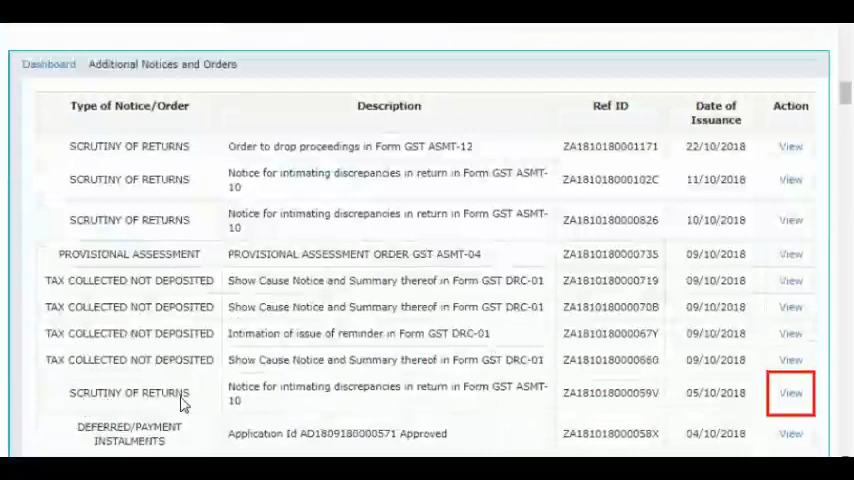 Dashboard Additional Notices and Orders
Type of Notice/Order Description Ref ID Date of Issuance Action
SCRUTINY OF RETURNS Order to drop proceedings in Form GST ASMT-12 ZA1810180001171 22/10/2018 View
SCRUTINY OF RETURNS Notice for intimating discrepancies in return in Form GST ASMT-10 ZA181018000102C 11/10/2018 View
SCRUTINY OF RETURNS Notice for intimating discrepancies in return in Form GST ASMT-10 ZA1810180000826 10/10/2018 View
PROVISIONAL ASSESSMENT PROVISIONAL ASSESSMENT ORDER GST ASMT-04 ZA1810180000735 09/10/2018 View
TAX COLLECTED NOT DEPOSITED Show Cause Notice and Summary thereof in Form GST DRC-01 ZA1810180000719 09/10/2018 View
TAX COLLECTED NOT DEPOSITED Show Cause Notice and Summary thereof in Form GST DRC-01 ZA181018000070B 09/10/2018 View
TAX COLLECTED NOT DEPOSITED Intimation of issue of reminder in Form GST DRC-01 ZA181018000067Y 09/10/2018 View
TAX COLLECTED NOT DEPOSITED Show Cause Notice and Summary thereof in Form GST DRC-01 ZA1810180000660 09/10/2018 View
SCRUTINY OF RETURNS Notice for intimating discrepancies in return in Form GST ASMT-10 ZA181018000059V 05/10/2018 View
DEFERRED/PAYMENT INSTALMENTS Application Id AD1809180000571 Approved ZA181018000058X 04/10/2018 View